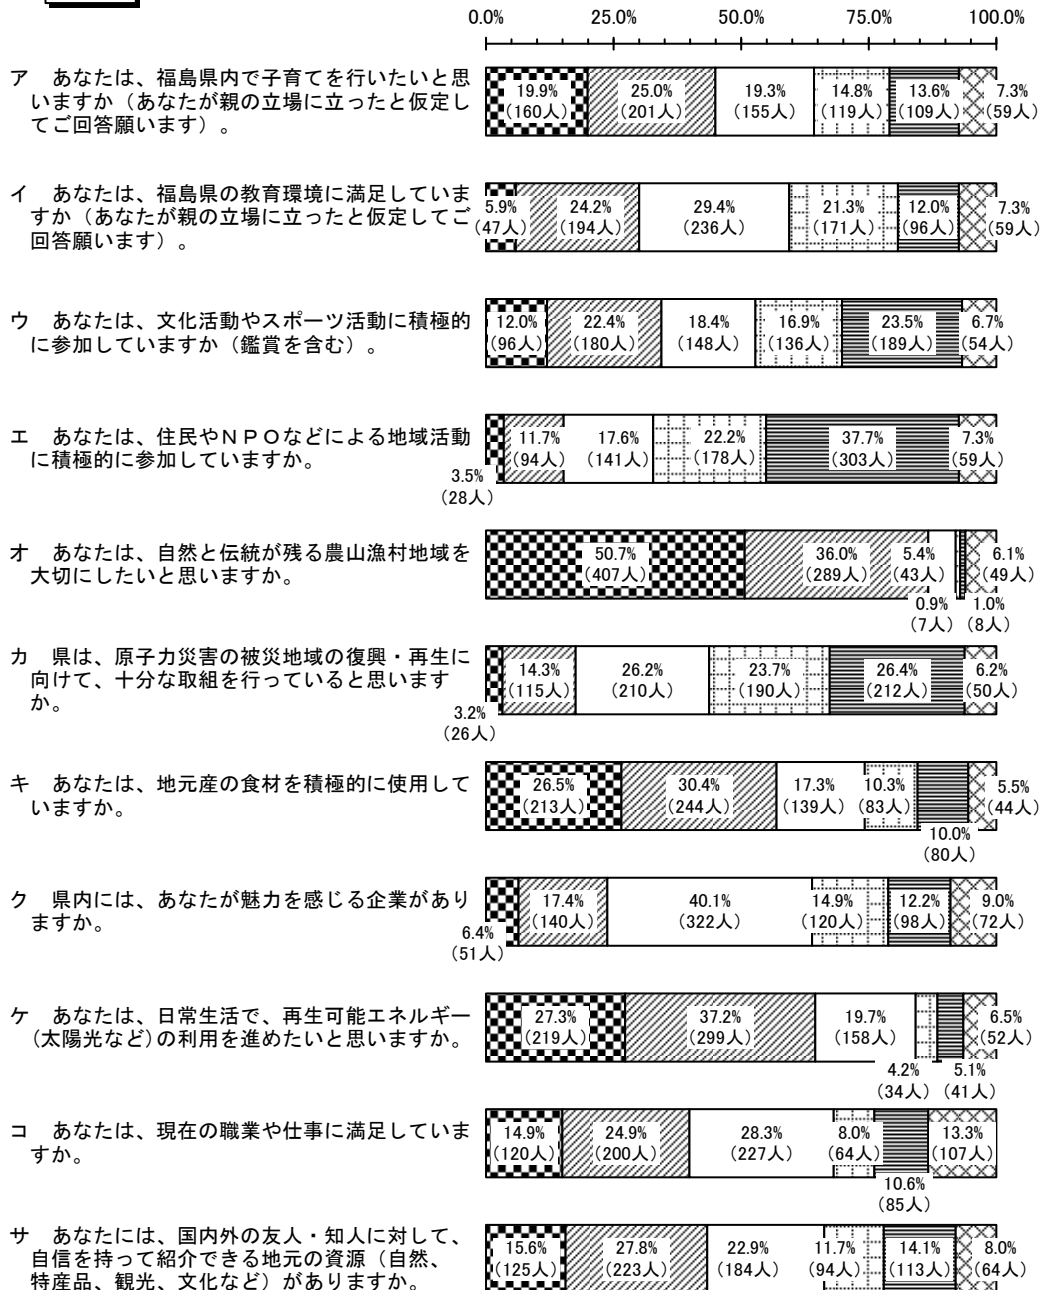 0.0% 25.0% 50.0% 75.0% 100.0%
ア　あなたは、福島県内で子育てを行いたいと思
いますか（あなたが親の立場に立ったと仮定し
てご回答願います）。
19.9% 25.0% 19.3% 14.8% 13.6% 7.3%
(160人) (201人) (155人) (119人) (109人) (59人)
イ　あなたは、福島県の教育環境に満足していま
すか（あなたが親の立場に立ったと仮定してご
回答願います）。
5.9% 24.2% 29.4% 21.3% 12.0% 7.3%
(47人) (194人) (236人) (171人) (96人) (59人)
ウ　あなたは、文化活動やスポーツ活動に積極的
に参加していますか（鑑賞を含む）。
12.0% 22.4% 18.4% 16.9% 23.5% 6.7%
(96人) (180人) (148人) (136人) (189人) (54人)
エ　あなたは、住民やＮＰＯなどによる地域活動
に積極的に参加していますか。
11.7% 17.6% 22.2% 37.7% 7.3%
(94人) (141人) (178人) (303人) (59人)
3.5%
(28人)
オ　あなたは、自然と伝統が残る農山漁村地域を
大切にしたいと思いますか。
50.7% 36.0% 5.4% 6.1%
(407人) (289人) (43人) (49人)
0.9% 1.0%
(7人) (8人)
カ　県は、原子力災害の被災地域の復興・再生に
向けて、十分な取組を行っていると思います
か。
14.3% 26.2% 23.7% 26.4% 6.2%
(115人) (210人) (190人) (212人) (50人)
3.2%
(26人)
キ　あなたは、地元産の食材を積極的に使用して
いますか。
26.5% 30.4% 17.3% 10.3% 5.5%
(213人) (244人) (139人) (83人) (44人)
10.0%
(80人)
ク　県内には、あなたが魅力を感じる企業があり
ますか。
17.4% 40.1% 14.9% 12.2% 9.0%
(140人) (322人) (120人) (98人) (72人)
6.4%
(51人)
ケ　あなたは、日常生活で、再生可能エネルギー
(太陽光など)の利用を進めたいと思いますか。
27.3% 37.2% 19.7% 6.5%
(219人) (299人) (158人) (52人)
4.2% 5.1%
(34人) (41人)
コ　あなたは、現在の職業や仕事に満足していま
すか。
14.9% 24.9% 28.3% 8.0% 13.3%
(120人) (200人) (227人) (64人) (107人)
10.6%
(85人)
サ　あなたには、国内外の友人・知人に対して、
自信を持って紹介できる地元の資源（自然、
特産品、観光、文化など）がありますか。
15.6% 27.8% 22.9% 11.7% 14.1% 8.0%
(125人) (223人) (184人) (94人) (113人) (64人)